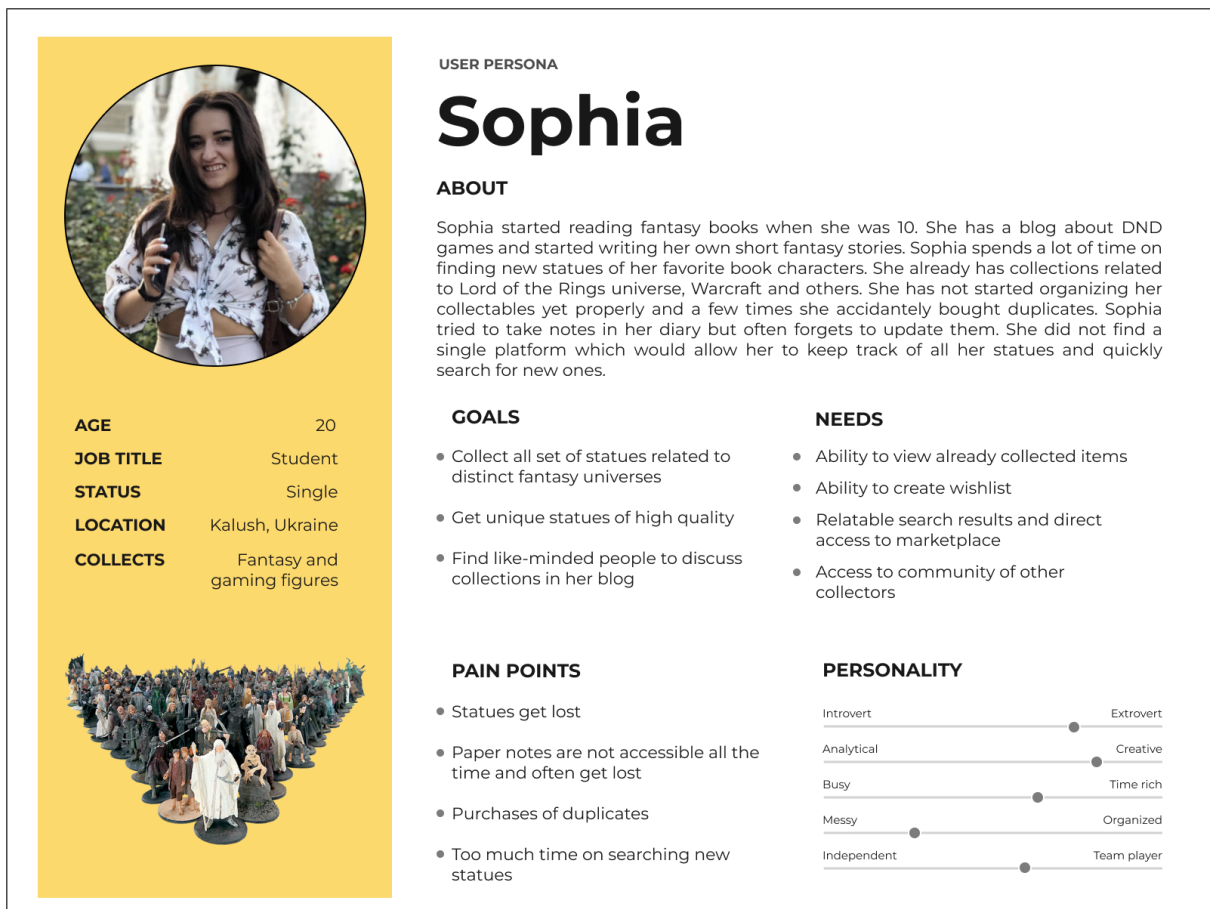 USER PERSONA
Sophia
ABOUT
Sophia started reading fantasy books when she was 10. She has a blog about DND
games and started writing her own short fantasy stories. Sophia spends a lot of time on
finding new statues of her favorite book characters. She already has collections related
to Lord of the Rings universe, Warcraft and others. She has not started organizing her
collectables yet properly and a few times she accidantely bought duplicates. Sophia
tried to take notes in her diary but often forgets to update them. She did not find a
single platform which would allow her to keep track of all her statues and quickly
search for new ones.
AGE 20
JOB TITLE Student
STATUS Single
LOCATION Kalush, Ukraine
COLLECTS Fantasy and
gaming figures
GOALS
Collect all set of statues related to
distinct fantasy universes
Get unique statues of high quality
Find like-minded people to discuss
collections in her blog
NEEDS
Ability to view already collected items
Ability to create wishlist
Relatable search results and direct
access to marketplace
Access to community of other
collectors
PAIN POINTS
Statues get lost
Paper notes are not accessible all the
time and often get lost
Purchases of duplicates
Too much time on searching new
statues
PERSONALITY
Introvert Extrovert
Analytical Creative
Busy Time rich
Messy Organized
Independent Team player